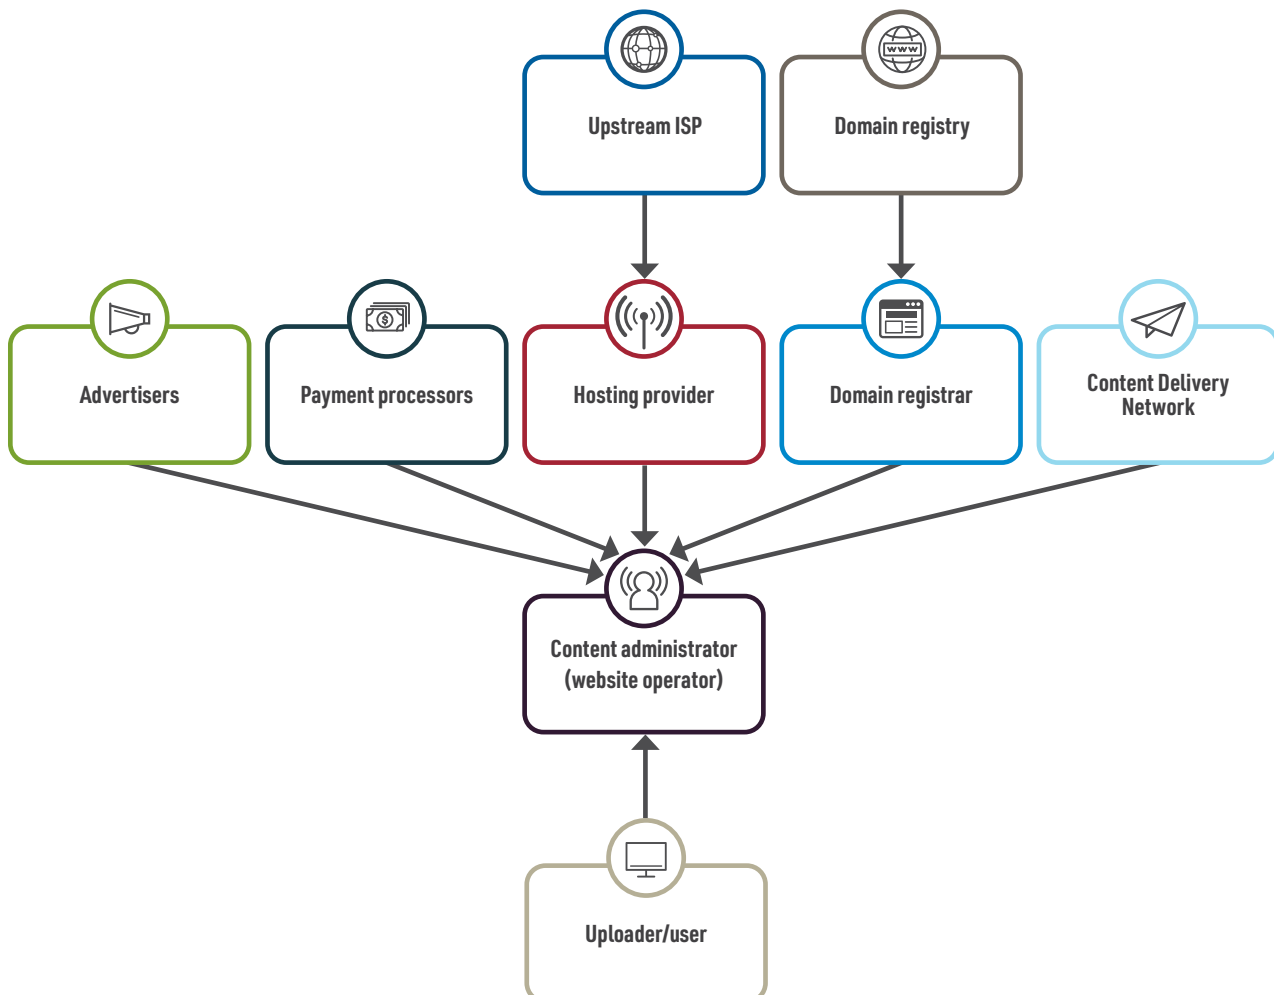 WWW
Upstream ISP
Domain registry
$
Advertisers
Payment processors
Hosting provider
Domain registrar
Content Delivery
Network
Content administrator
(website operator)
Uploader/user